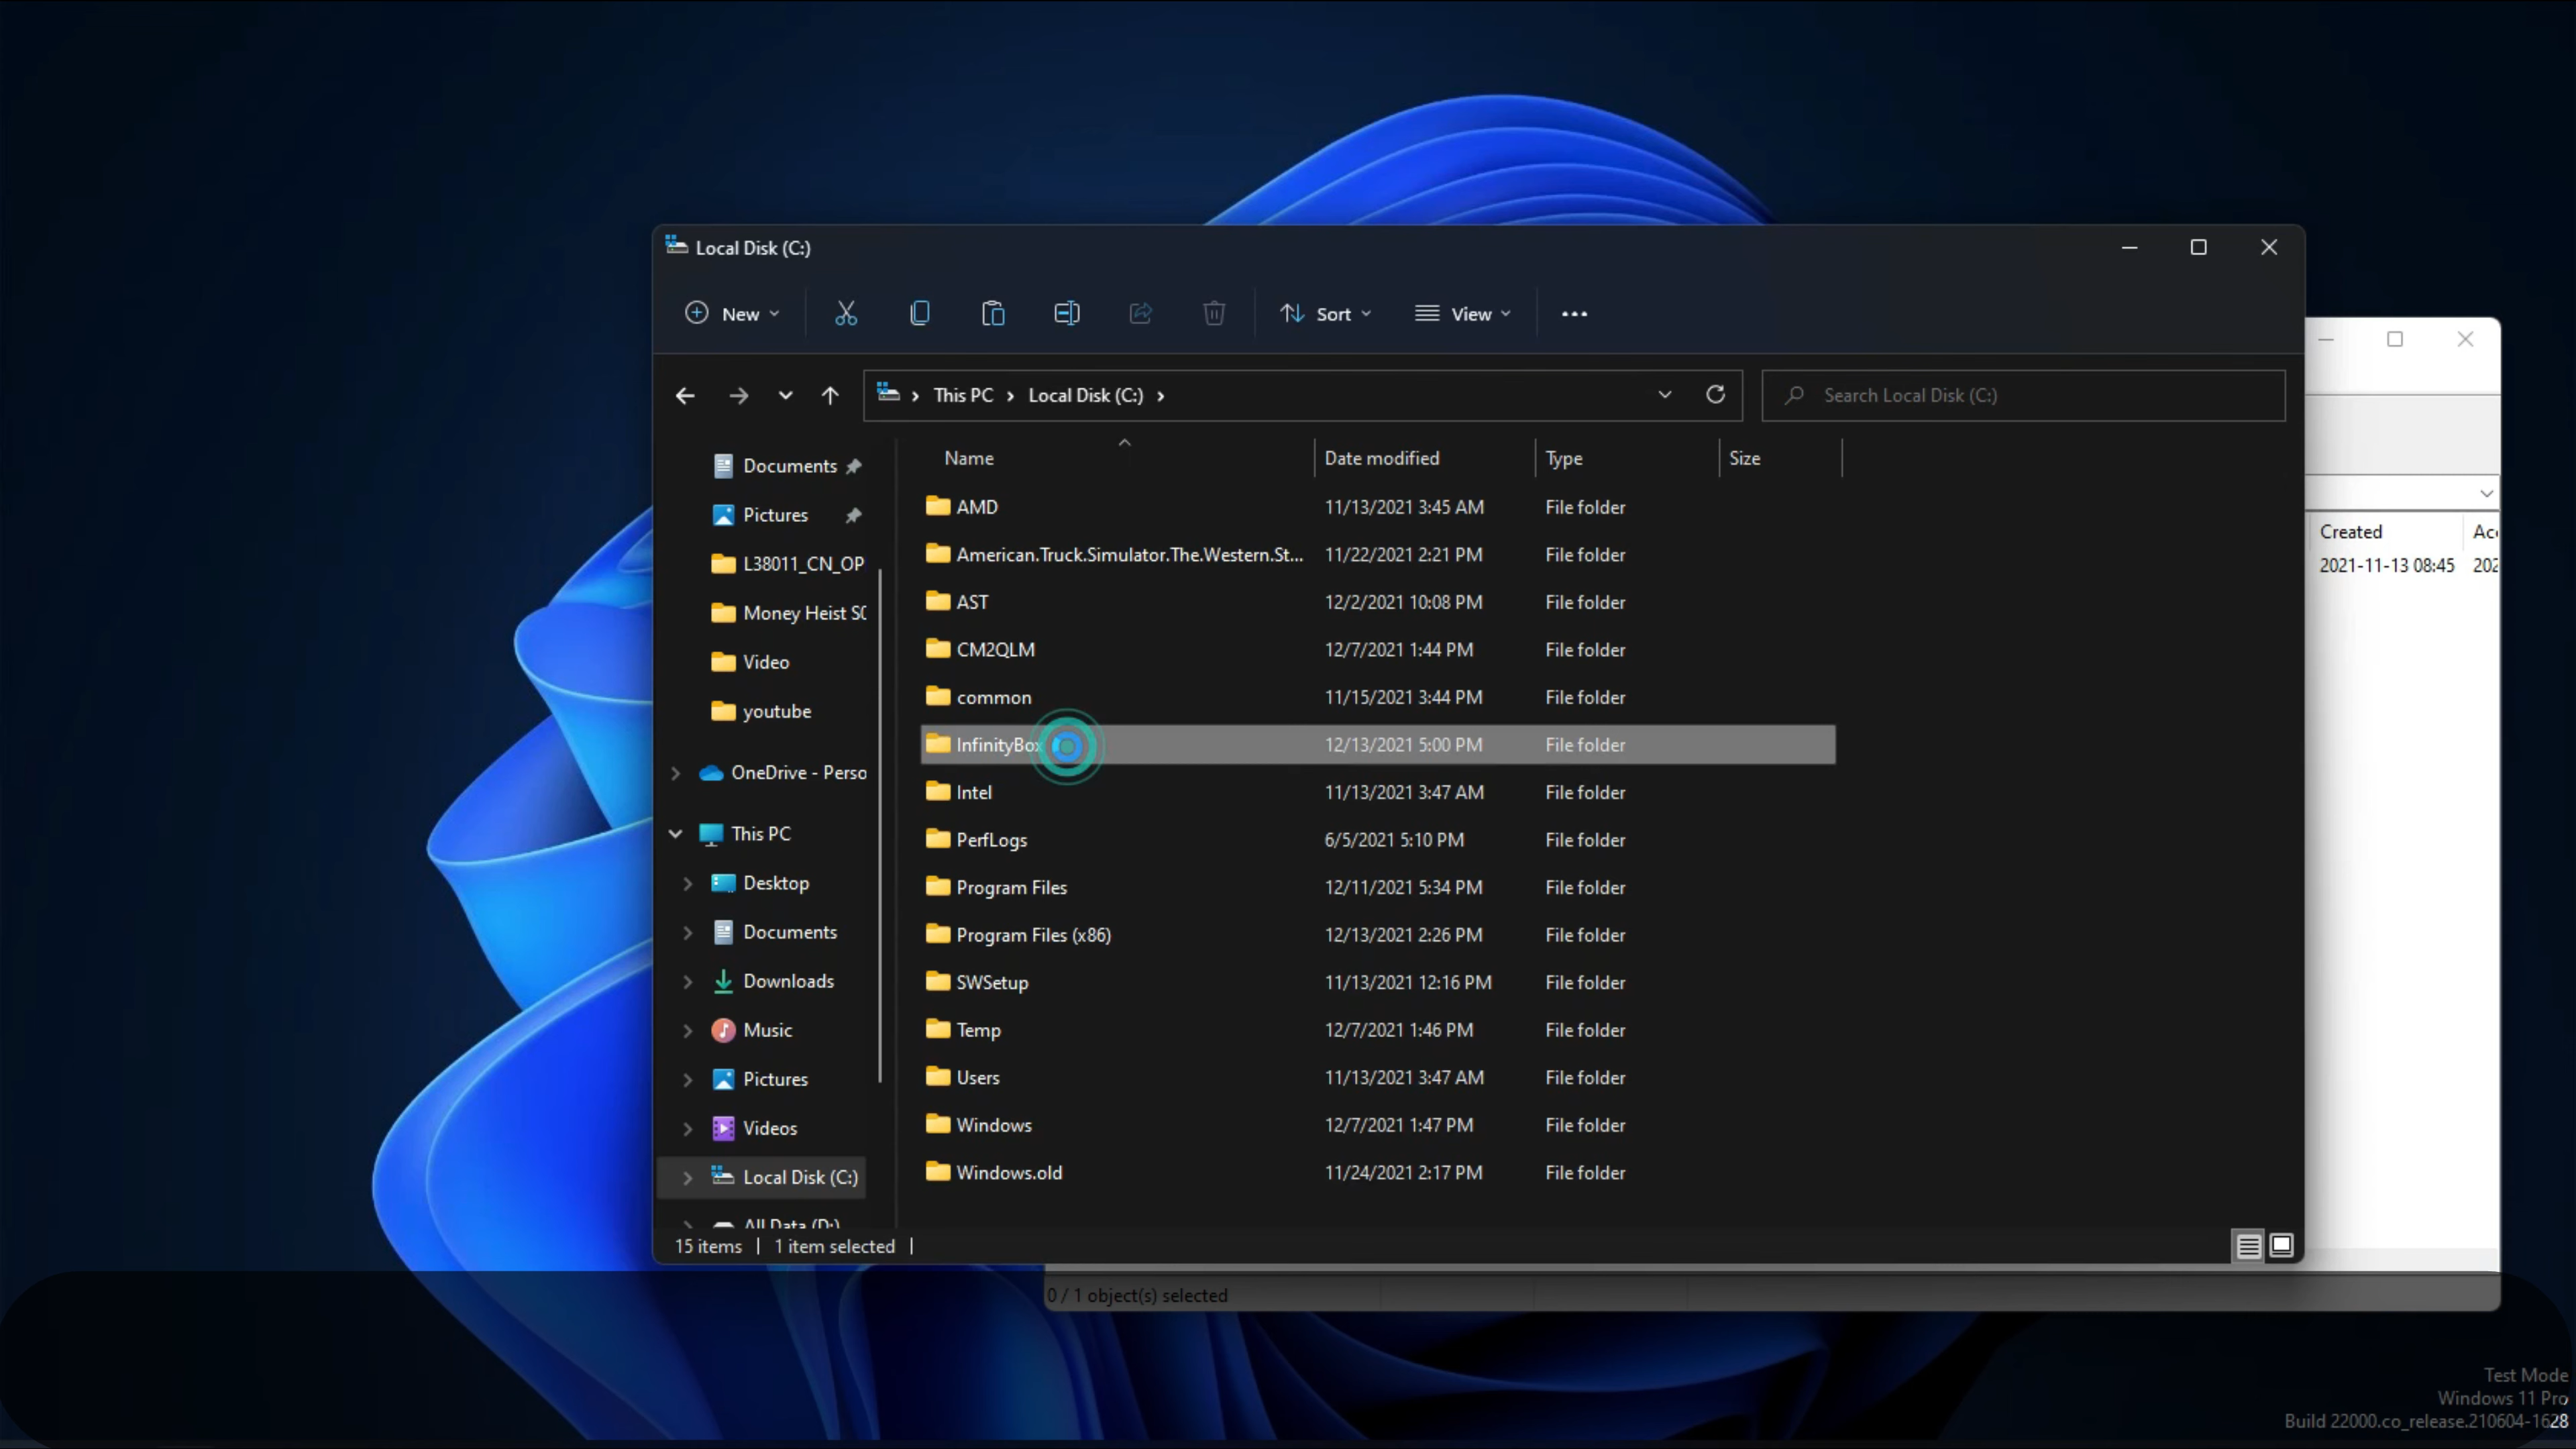 Local Disk (C:)
New
Sort
View
This PC
Local Disk (C:)
Search Local Disk (C:)
Documents
Pictures
L38011_CN_OP
Money Heist S
Video
youtube
OneDrive - Perso
This PC
Desktop
Documents
Downloads
Music
Pictures
Videos
Local Disk (C:)
All Data (D:)
Name Date modified Type Size
AMD 11/13/2021 3:45 AM File folder
American.Truck.Simulator.The.Western.St... 11/22/2021 2:21 PM File folder
AST 12/2/2021 10:08 PM File folder
CM2QLM 12/7/2021 1:44 PM File folder
common 11/15/2021 3:44 PM File folder
InfinityBox 12/13/2021 5:00 PM File folder
Intel 11/13/2021 3:47 AM File folder
PerfLogs 6/5/2021 5:10 PM File folder
Program Files 12/11/2021 5:34 PM File folder
Program Files (x86) 12/13/2021 2:26 PM File folder
SWSetup 11/13/2021 12:16 PM File folder
Temp 12/7/2021 1:46 PM File folder
Users 11/13/2021 3:47 AM File folder
Windows 12/7/2021 1:47 PM File folder
Windows.old 11/24/2021 2:17 PM File folder
15 items 1 item selected
Created Ac
2021-11-13 08:45 202
0 / 1 object(s) selected
Test Mode
Windows 11 Pro
Build 22000.co_release.210604-1628